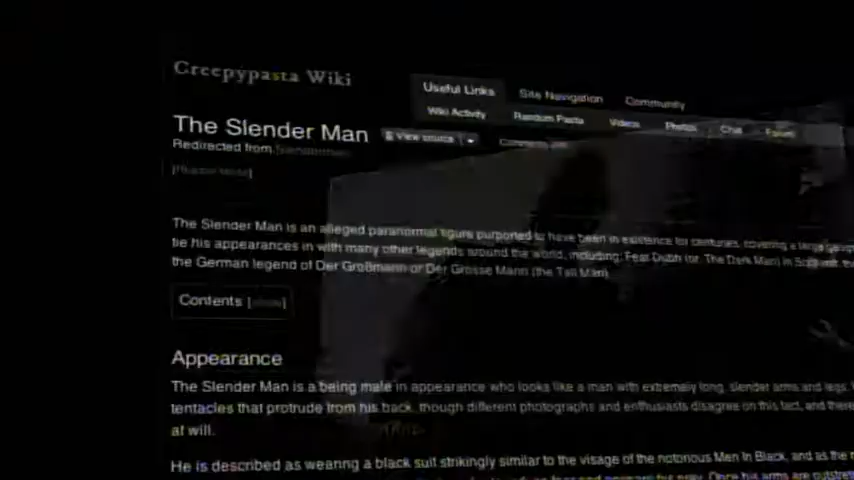 Creepypasta Wiki
Useful Links Site Navigation Community
Wiki Activity Random Pasta Videos Photos Chat Forum
The Slender Man View source
Redirected from
The Slender Man is an alleged paranormal figure purported to have been in existence for centuries, covering a large
tie his appearances in with many other legends around the world, including: Fear Dubh (or, The Dark Man) in
the German legend of Der Großmann or Der Grosse Mann (the Tall Man).
Contents [show]
Appearance
The Slender Man is a being male in appearance who looks like a man with extremely long, slender arms and legs.
tentacles that protrude from his back, though different photographs and enthusiasts disagree on this fact, and there
at will.
He is described as wearing a black suit strikingly similar to the visage of the notorious Men In Black, and as the
Once his arms are